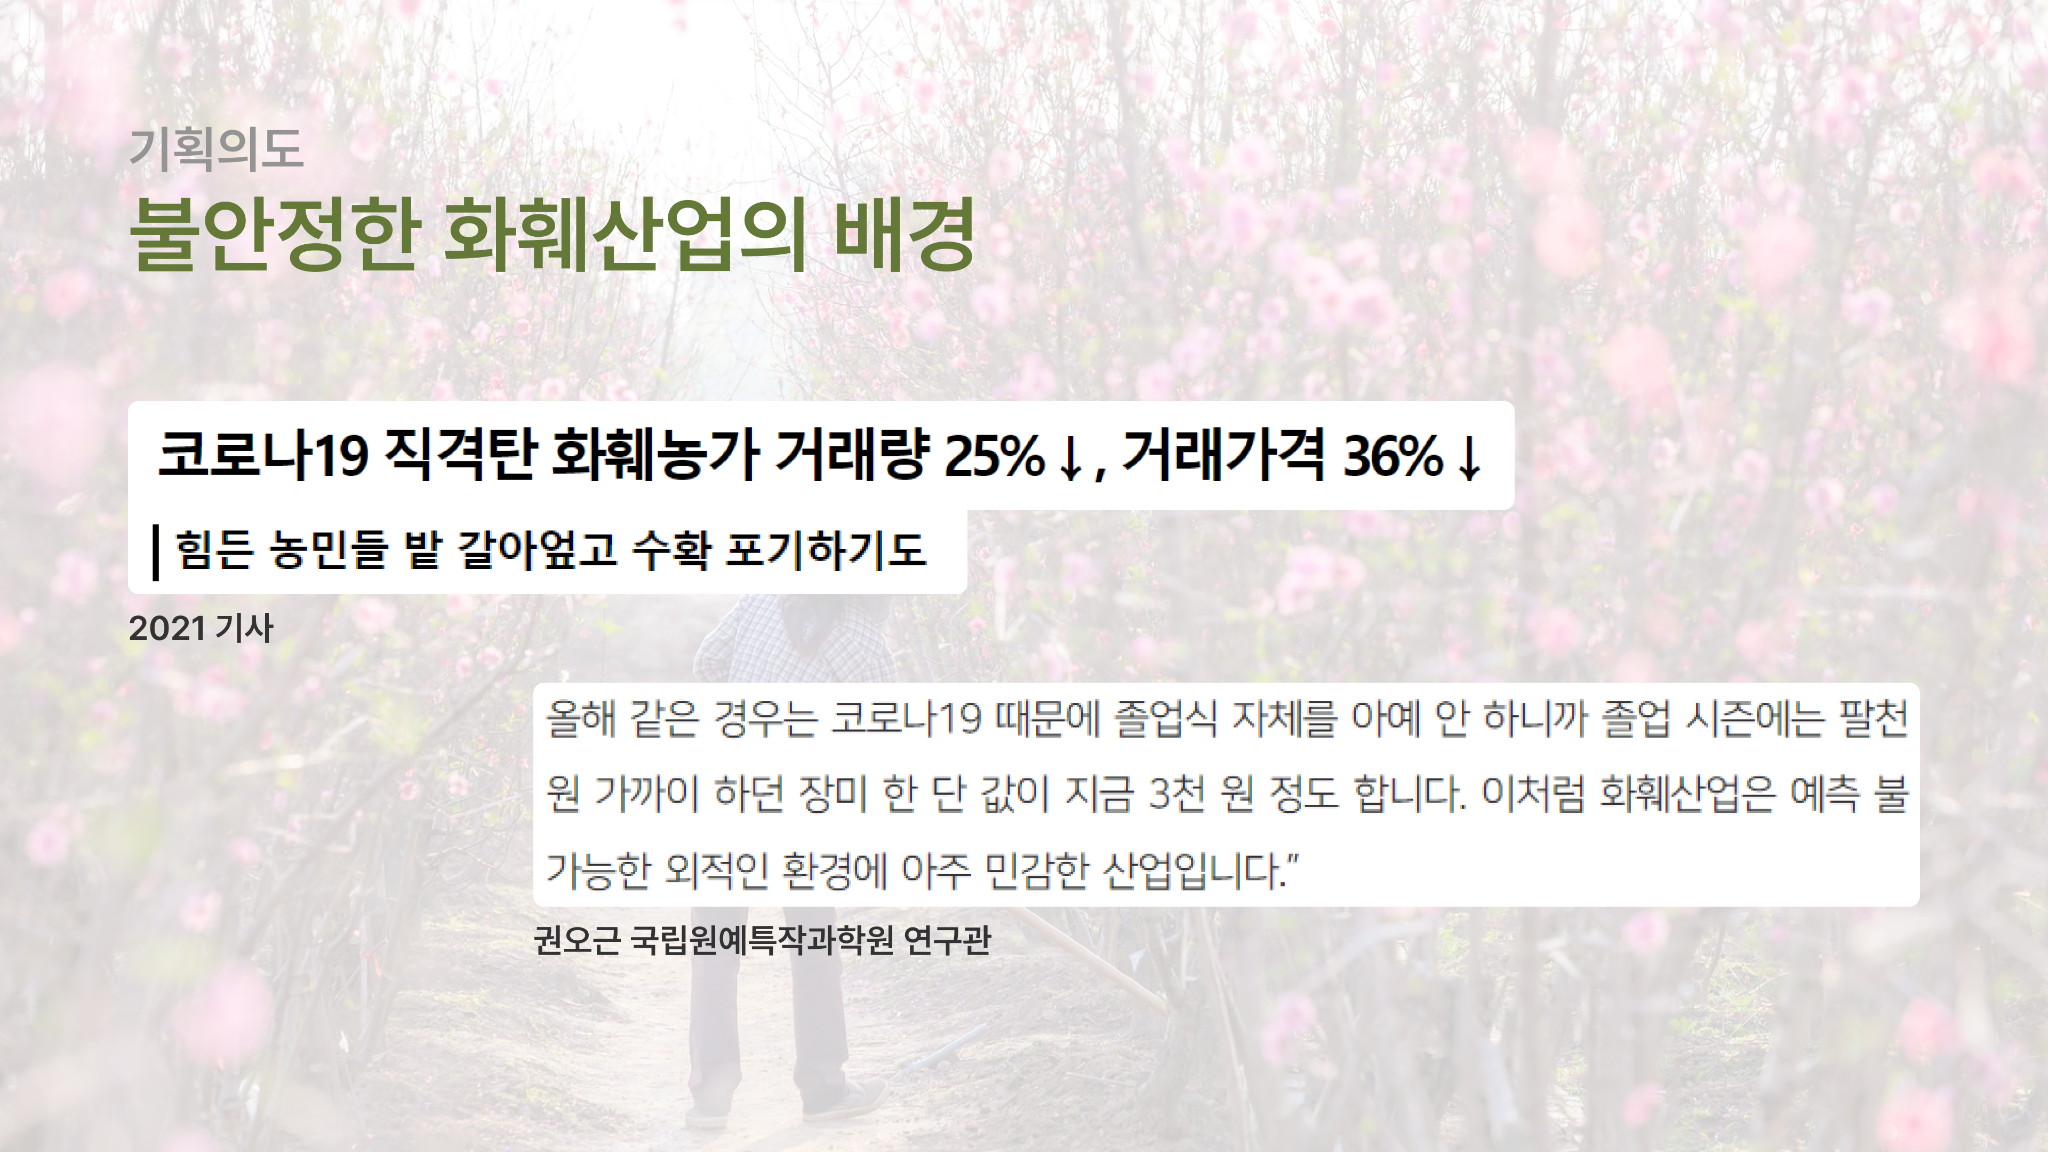 기획의도
불안정한 화훼산업의 배경
코로나19 직격탄 화훼농가 거래량 25%↓, 거래가격 36%↓
힘든 농민들 밭 갈아엎고 수확 포기하기도
2021 기사
올해 같은 경우는 코로나19 때문에 졸업식 자체를 아예 안 하니까 졸업 시즌에는 팔천
원 가까이 하던 장미 한 단 값이 지금 3천 원 정도 합니다. 이처럼 화훼산업은 예측 불
가능한 외적인 환경에 아주 민감한 산업입니다.”
권오근 국립원예특작과학원 연구관